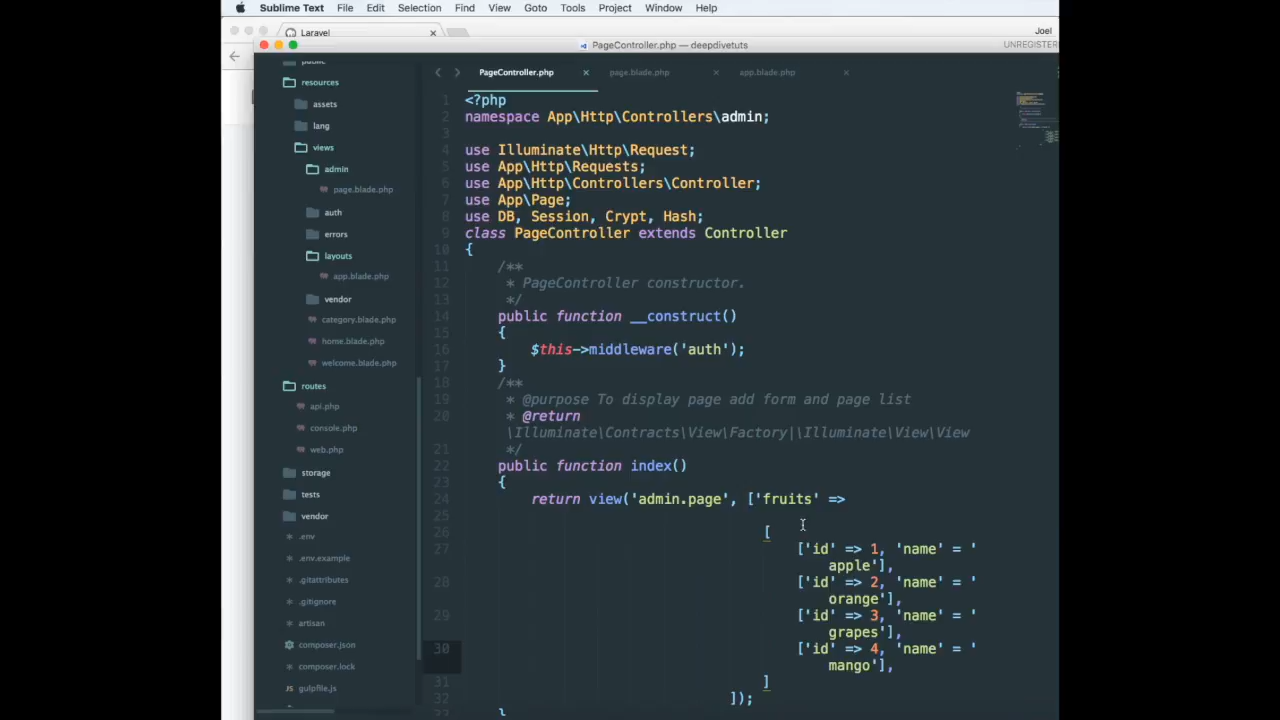 Sublime Text File Edit Selection Find View Goto Tools Project Window Help
Laravel
Joel
PageController.php — deepdivetuts
UNREGISTER
PageController.php
page.blade.php
app.blade.php
public
resources
assets
lang
views
admin
page.blade.php
auth
errors
layouts
app.blade.php
vendor
category.blade.php
home.blade.php
welcome.blade.php
routes
api.php
console.php
web.php
storage
tests
vendor
.env
.env.example
.gitattributes
.gitignore
artisan
composer.json
composer.lock
gulpfile.js
1 <?php
2 namespace App\Http\Controllers\admin;
3
4 use Illuminate\Http\Request;
5 use App\Http\Requests;
6 use App\Http\Controllers\Controller;
7 use App\Page;
8 use DB, Session, Crypt, Hash;
9 class PageController extends Controller
10 {
11 /**
12 * PageController constructor.
13 */
14 public function __construct()
15 {
16 $this->middleware('auth');
17 }
18 /**
19 * @purpose To display page add form and page list
20 * @return
\Illuminate\Contracts\View\Factory|\Illuminate\View\View
21 */
22 public function index()
23 {
24 return view('admin.page', ['fruits' =>
25
26 [
27 ['id' => 1, 'name' = '
apple'],
28 ['id' => 2, 'name' = '
orange'],
29 ['id' => 3, 'name' = '
grapes'],
30 ['id' => 4, 'name' = '
mango'],
31 ]
32 ]);
33 }